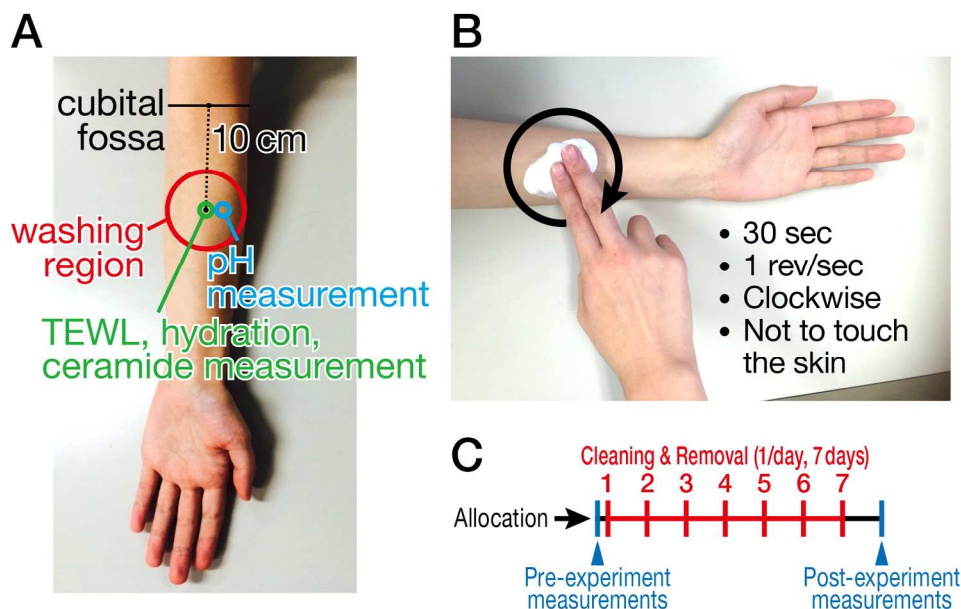 A
cubital
fossa
10 cm
washing
region
pH
measurement
TEWL, hydration,
ceramide measurement
B
• 30 sec
• 1 rev/sec
• Clockwise
• Not to touch
the skin
C
Cleaning & Removal (1/day, 7 days)
1 2 3 4 5 6 7
Allocation
Pre-experiment
measurements
Post-experiment
measurements